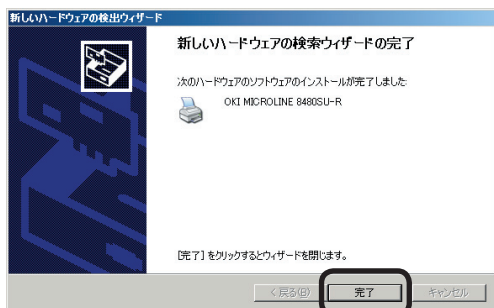 新しいハードウェアの検出ウィザード
新しいハードウェアの検索ウィザードの完了
次のハードウェアのソフトウェアのインストールが完了しました:
OKI MICROLINE 8480SU-R
[完了] をクリックするとウィザードを閉じます。
< 戻る(B)
完了
キャンセル